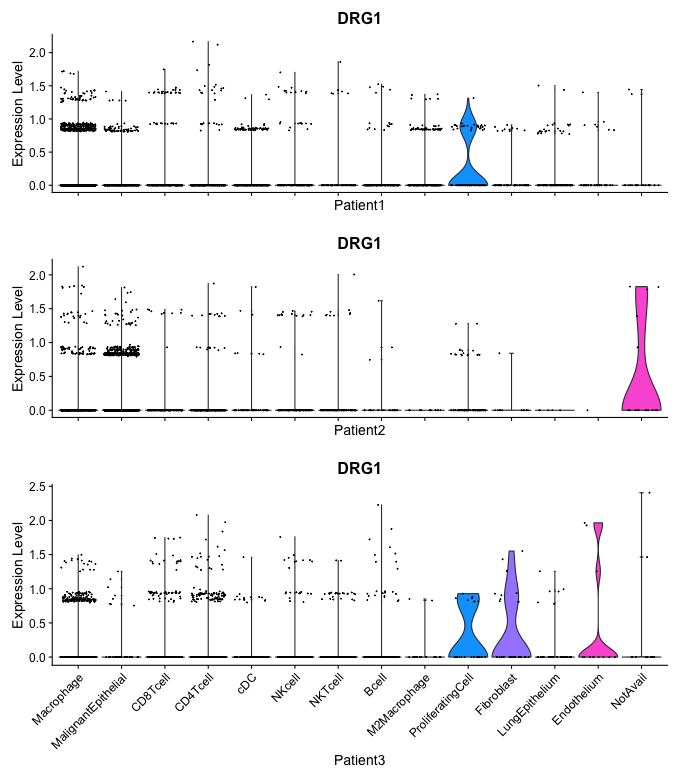 DRG1
Expression Level
2.0
1.5
1.0
0.5
0.0
Patient1
DRG1
Expression Level
2.0
1.5
1.0
0.5
0.0
Patient2
DRG1
Expression Level
2.5
2.0
1.5
1.0
0.5
0.0
Macrophage
MalignantEpithelial
CD8Tcell
CD4Tcell
cDC
NKcell
NKTcell
Bcell
M2Macrophage
ProliferatingCell
Fibroblast
LungEpithelium
Endothelium
NotAvail
Patient3